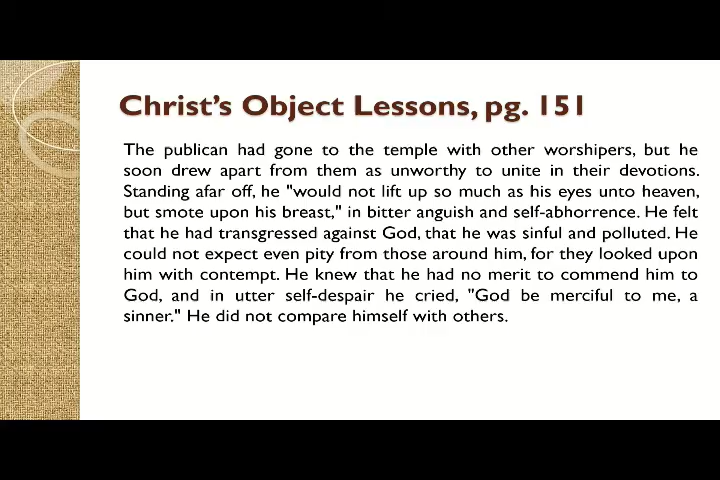 Christ's Object Lessons, pg. 151
The publican had gone to the temple with other worshipers, but he
soon drew apart from them as unworthy to unite in their devotions.
Standing afar off, he "would not lift up so much as his eyes unto heaven,
but smote upon his breast," in bitter anguish and self-abhorrence. He felt
that he had transgressed against God, that he was sinful and polluted. He
could not expect even pity from those around him, for they looked upon
him with contempt. He knew that he had no merit to commend him to
God, and in utter self-despair he cried, "God be merciful to me, a
sinner." He did not compare himself with others.